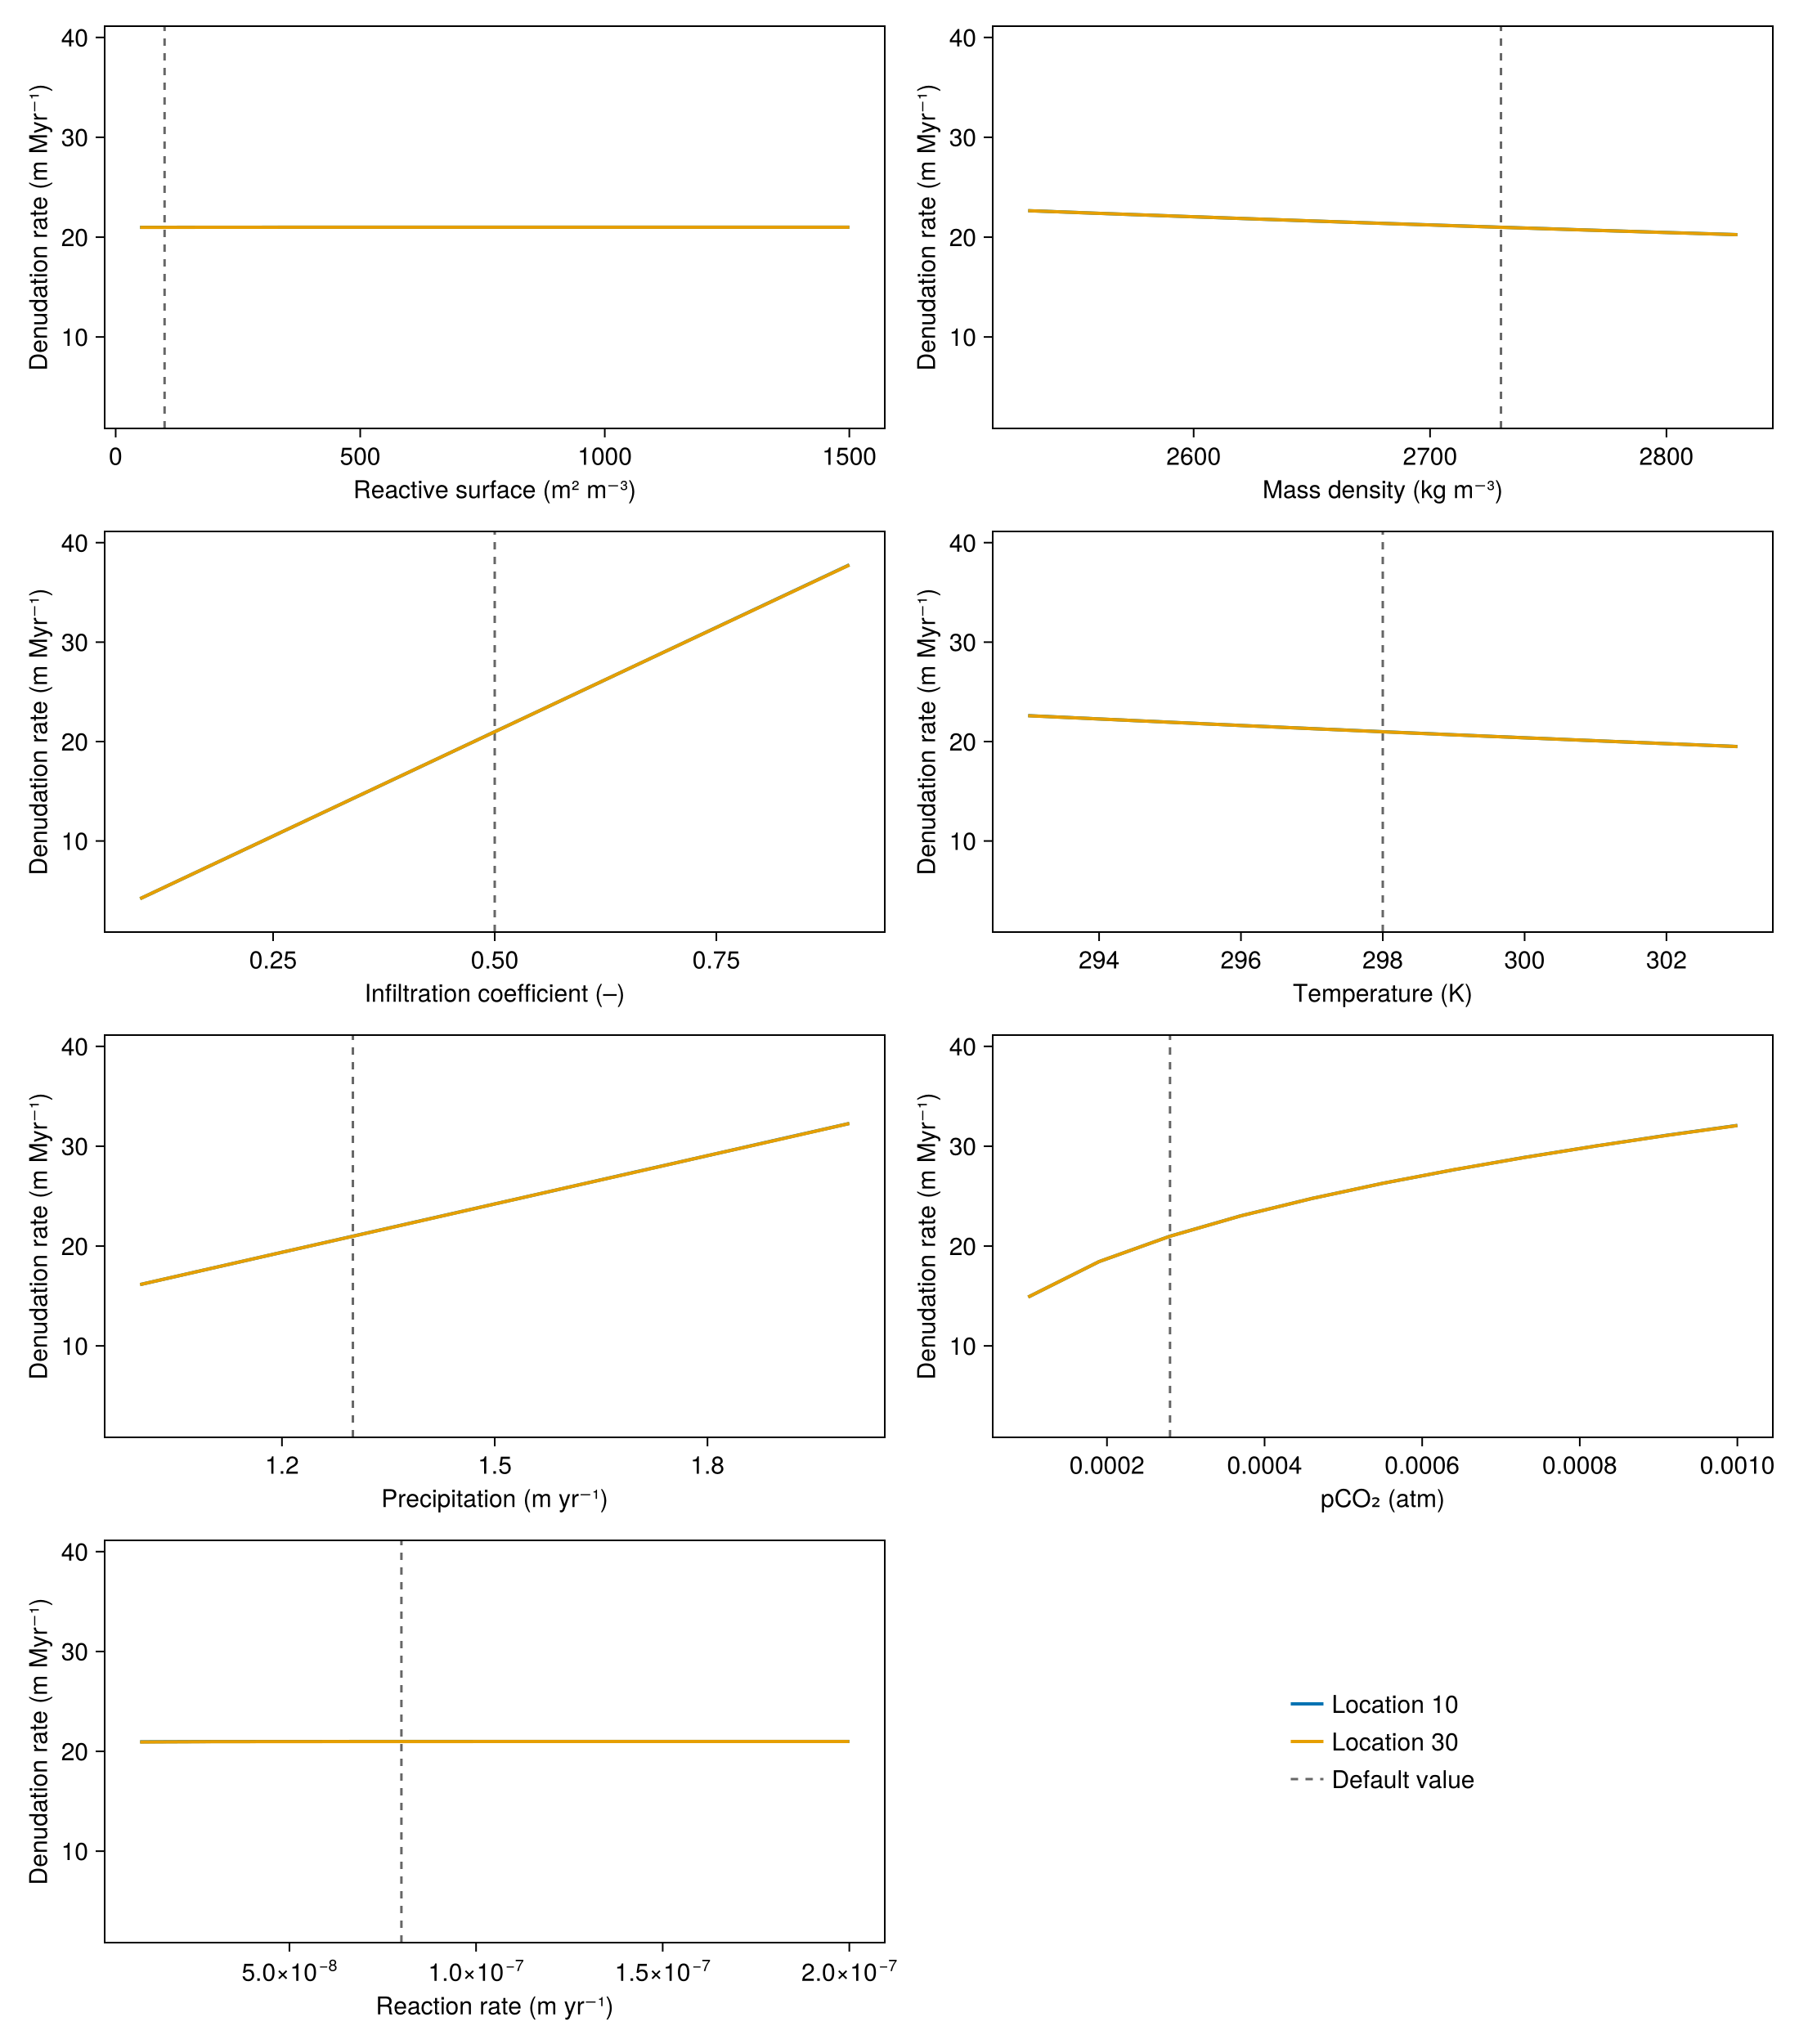 40
30
20
10
Denudation rate (m Myr⁻¹)
0 500 1000 1500
Reactive surface (m² m⁻³)
40
30
20
10
Denudation rate (m Myr⁻¹)
2600 2700 2800
Mass density (kg m⁻³)
40
30
20
10
Denudation rate (m Myr⁻¹)
0.25 0.50 0.75
Infiltration coefficient (–)
40
30
20
10
Denudation rate (m Myr⁻¹)
294 296 298 300 302
Temperature (K)
40
30
20
10
Denudation rate (m Myr⁻¹)
1.2 1.5 1.8
Precipitation (m yr⁻¹)
40
30
20
10
Denudation rate (m Myr⁻¹)
0.0002 0.0004 0.0006 0.0008 0.0010
pCO₂ (atm)
40
30
20
10
Denudation rate (m Myr⁻¹)
5.0×10⁻⁸ 1.0×10⁻⁷ 1.5×10⁻⁷ 2.0×10⁻⁷
Reaction rate (m yr⁻¹)
Location 10
Location 30
Default value